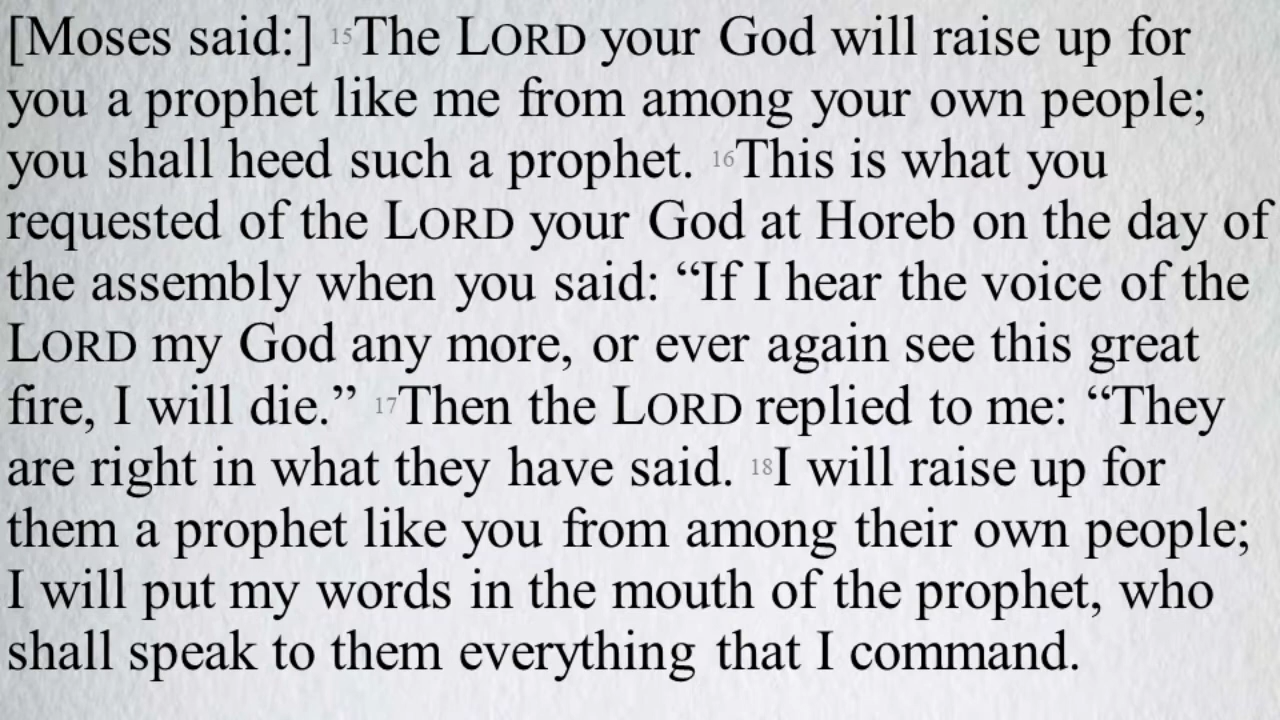 [Moses said:] 15The LORD your God will raise up for
you a prophet like me from among your own people;
you shall heed such a prophet. 16This is what you
requested of the LORD your God at Horeb on the day of
the assembly when you said: “If I hear the voice of the
LORD my God any more, or ever again see this great
fire, I will die.” 17Then the LORD replied to me: “They
are right in what they have said. 18I will raise up for
them a prophet like you from among their own people;
I will put my words in the mouth of the prophet, who
shall speak to them everything that I command.